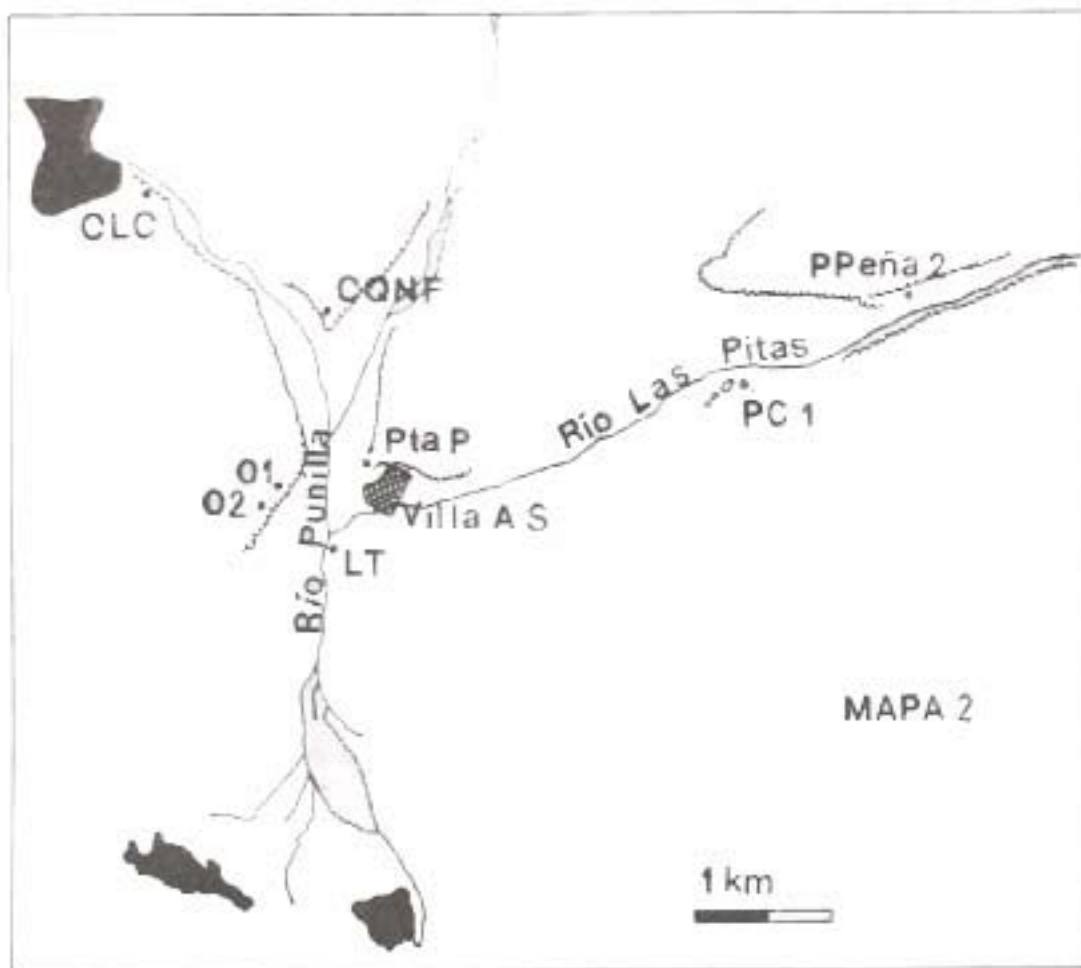 CLC
CONF
PPeña 2
Río Las Pitas
PC 1
Pta P
O1
O2
Villa A S
Río Punilla
LT
MAPA 2
1 km